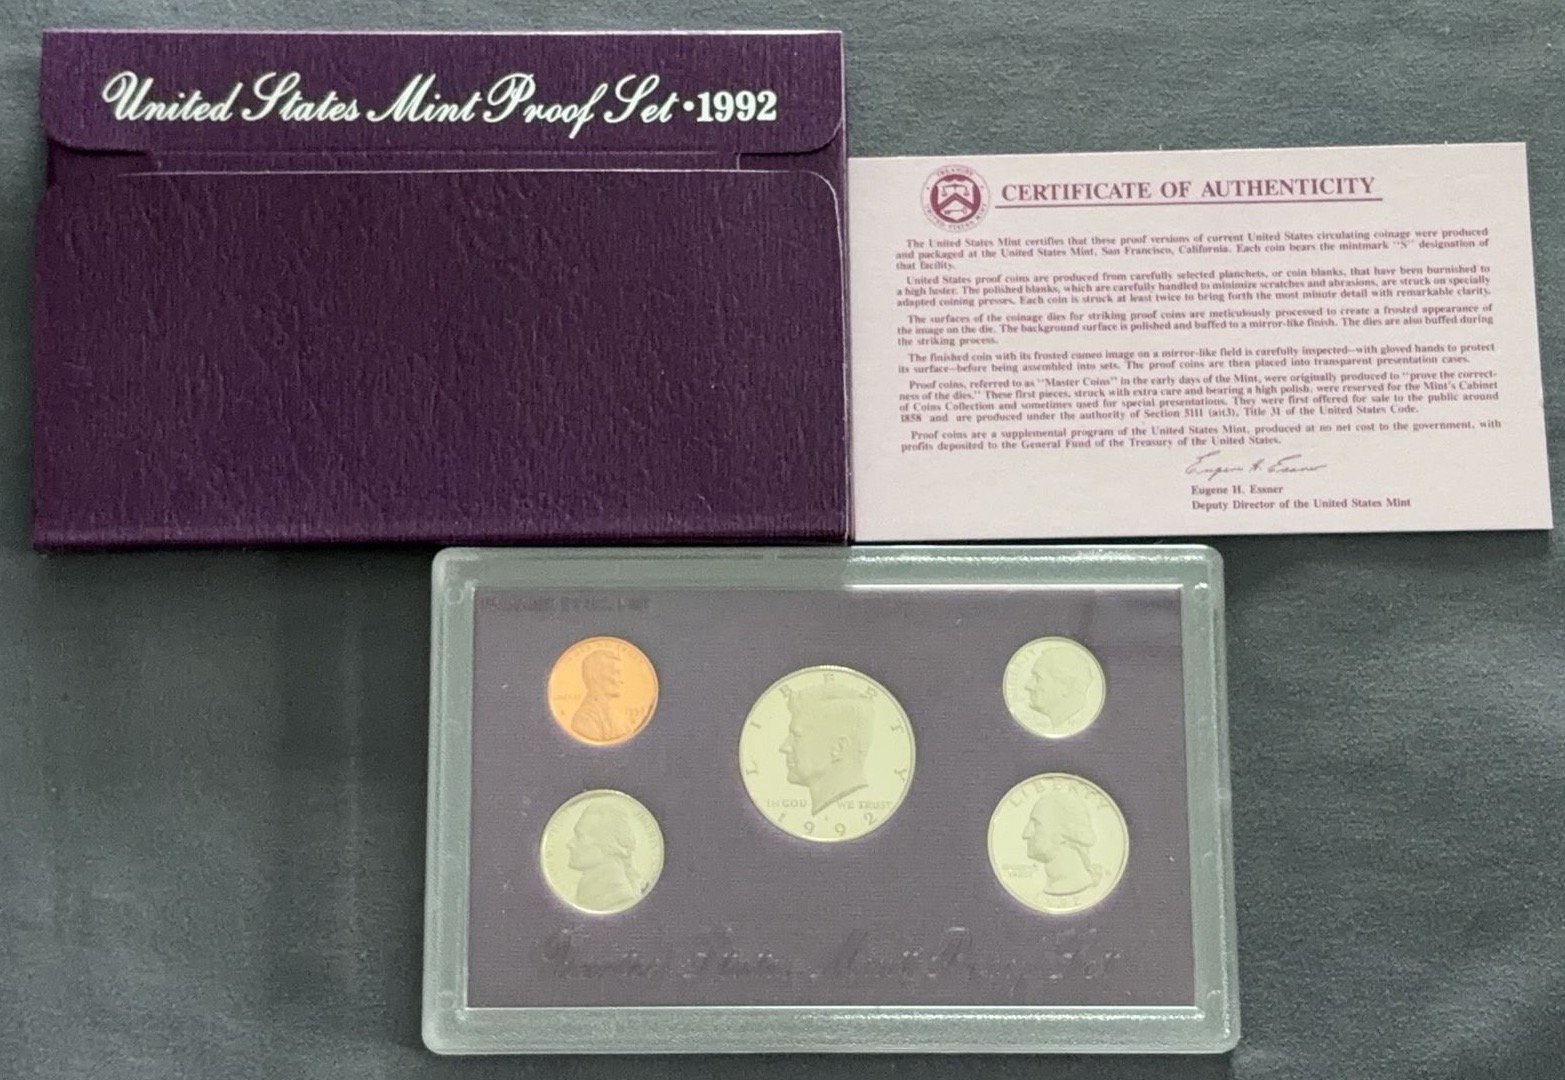 United States Mint Proof Set • 1992
TREASURY
UNITED STATES MINT
CERTIFICATE OF AUTHENTICITY
The United States Mint certifies that these proof versions of current United States circulating coinage were produced
and packaged at the United States Mint, San Francisco, California. Each coin bears the mintmark "S" designation of
that facility.
United States proof coins are produced from carefully selected planchets, or coin blanks, that have been burnished to
a high luster. The polished blanks, which are carefully handled to minimize scratches and abrasions, are struck on specially
adapted coining presses. Each coin is struck at least twice to bring forth the most minute detail with remarkable clarity.
The surfaces of the coinage dies for striking proof coins are meticulously processed to create a frosted appearance of
the image on the die. The background surface is polished and buffed to a mirror-like finish. The dies are also buffed during
the striking process.
The finished coin with its frosted cameo image on a mirror-like field is carefully inspected—with gloved hands to protect
its surface—before being assembled into sets. The proof coins are then placed into transparent presentation cases.
Proof coins, referred to as "Master Coins" in the early days of the Mint, were originally produced to "prove the correct-
ness of the dies." These first pieces, struck with extra care and bearing a high polish, were reserved for the Mint's Cabinet
of Coins Collection and sometimes used for special presentations. They were first offered for sale to the public around
1858 and are produced under the authority of Section 5111 (a)(3), Title 31 of the United States Code.
Proof coins are a supplemental program of the United States Mint, produced at no net cost to the government, with
profits deposited to the General Fund of the Treasury of the United States.
Eugene H. Essner
Eugene H. Essner
Deputy Director of the United States Mint
LIBERTY
IN GOD WE TRUST
1992
LIBERTY
United States Mint Proof Set